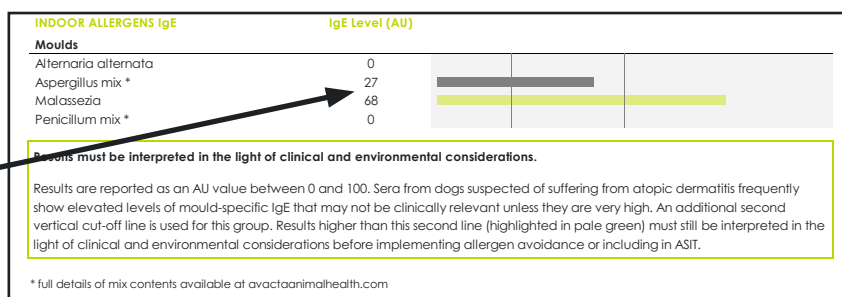 INDOOR ALLERGENS IgE IgE Level (AU)
Moulds
Alternaria alternata 0
Aspergillus mix * 27
Malassezia 68
Penicillum mix * 0
Results must be interpreted in the light of clinical and environmental considerations.
Results are reported as an AU value between 0 and 100. Sera from dogs suspected of suffering from atopic dermatitis frequently
show elevated levels of mould-specific IgE that may not be clinically relevant unless they are very high. An additional second
vertical cut-off line is used for this group. Results higher than this second line (highlighted in pale green) must still be interpreted in the
light of clinical and environmental considerations before implementing allergen avoidance or including in ASIT.
* full details of mix contents available at avactaanimalhealth.com